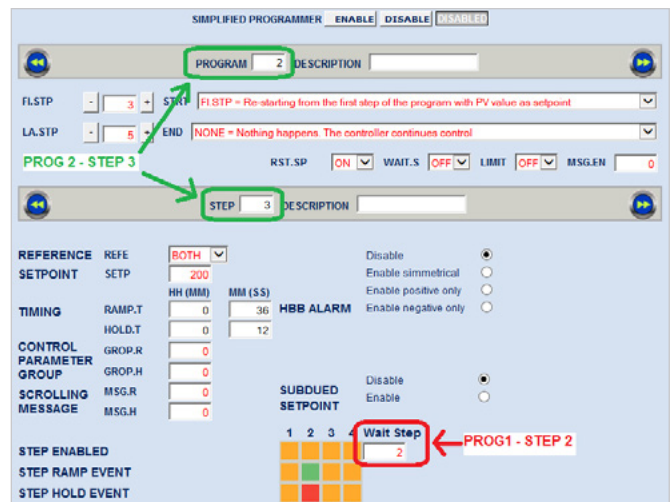 SIMPLIFIED PROGRAMMER ENABLE DISABLE DISABLED
PROGRAM 2 DESCRIPTION
FI.STP - 3 + STRT FI.STP = Re-starting from the first step of the program with PV value as setpoint
LA.STP - 5 + END NONE = Nothing happens. The controller continues control
PROG 2 - STEP 3
RST.SP ON WAIT.S OFF LIMIT OFF MSG.EN 0
STEP 3 DESCRIPTION
REFERENCE REFE BOTH Disable
SETPOINT SETP 200 Enable simmetrical
HH (MM) MM (SS) Enable positive only
TIMING RAMP.T 0 36 HBB ALARM Enable negative only
HOLD.T 0 12
CONTROL PARAMETER GROUP GROP.R 0
GROP.H 0
SCROLLING MESSAGE MSG.R 0
MSG.H 0
SUBDUED SETPOINT Disable
Enable
1 2 3 4 Wait Step
2 PROG1 - STEP 2
STEP ENABLED
STEP RAMP EVENT
STEP HOLD EVENT